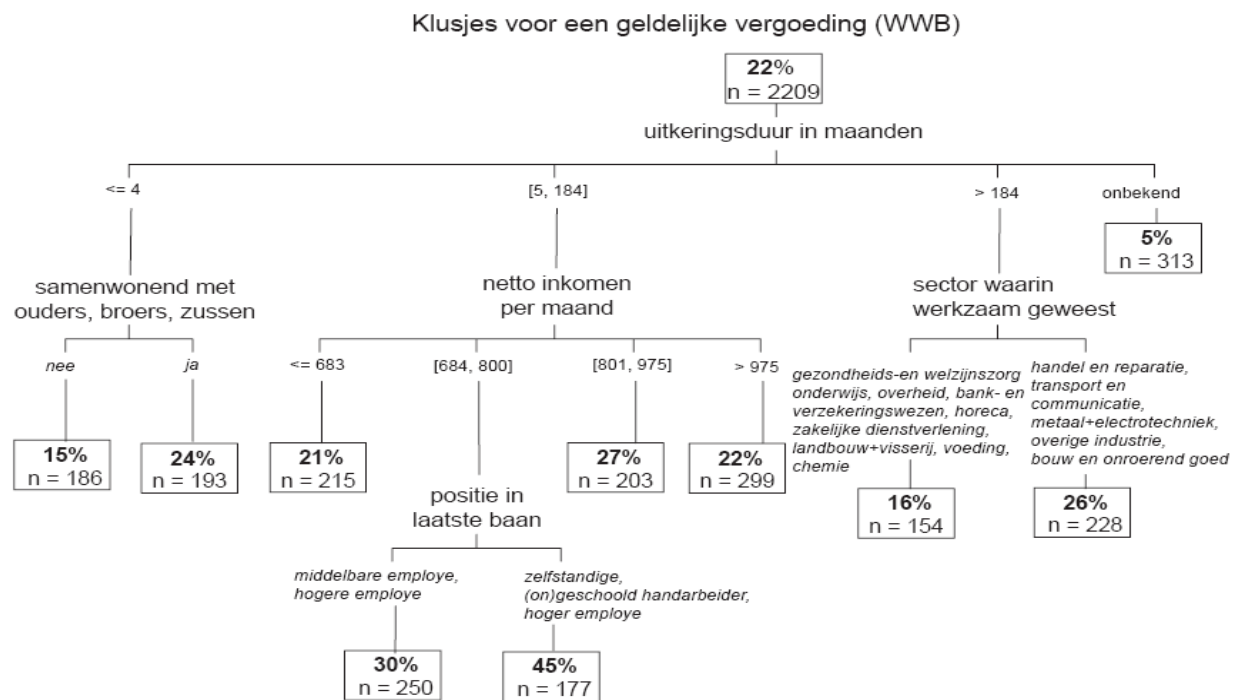 Klusjes voor een geldelijke vergoeding (WWB)
22%
n = 2209
uitkeringsduur in maanden
<= 4
[5, 184]
> 184
onbekend
5%
n = 313
samenwonend met
ouders, broers, zussen
netto inkomen
per maand
sector waarin
werkzaam geweest
nee
ja
<= 683
[684, 800]
[801, 975]
> 975
gezondheids-en welzijnszorg
onderwijs, overheid, bank- en
verzekeringswezen, horeca,
zakelijke dienstverlening,
landbouw+visserij, voeding,
chemie
handel en reparatie,
transport en
communicatie,
metaal+electrotechniek,
overige industrie,
bouw en onroerend goed
15%
n = 186
24%
n = 193
21%
n = 215
27%
n = 203
22%
n = 299
16%
n = 154
26%
n = 228
positie in
laatste baan
middelbare employe,
hogere employe
zelfstandige,
(on)geschoold handarbeider,
hoger employe
30%
n = 250
45%
n = 177